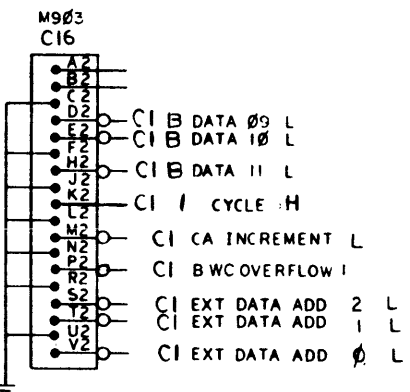 M9Ø3
C16
A2
B2
C2
D2 C1 B DATA Ø9 L
E2 C1 B DATA 1Ø L
F2
H2 C1 B DATA 11 L
J2
K2 C1 I CYCLE H
L2
M2 C1 CA INCREMENT L
N2
P2 C1 BWC OVERFLOW L
R2
S2 C1 EXT DATA ADD 2 L
T2 C1 EXT DATA ADD 1 L
U2
V2 C1 EXT DATA ADD Ø L